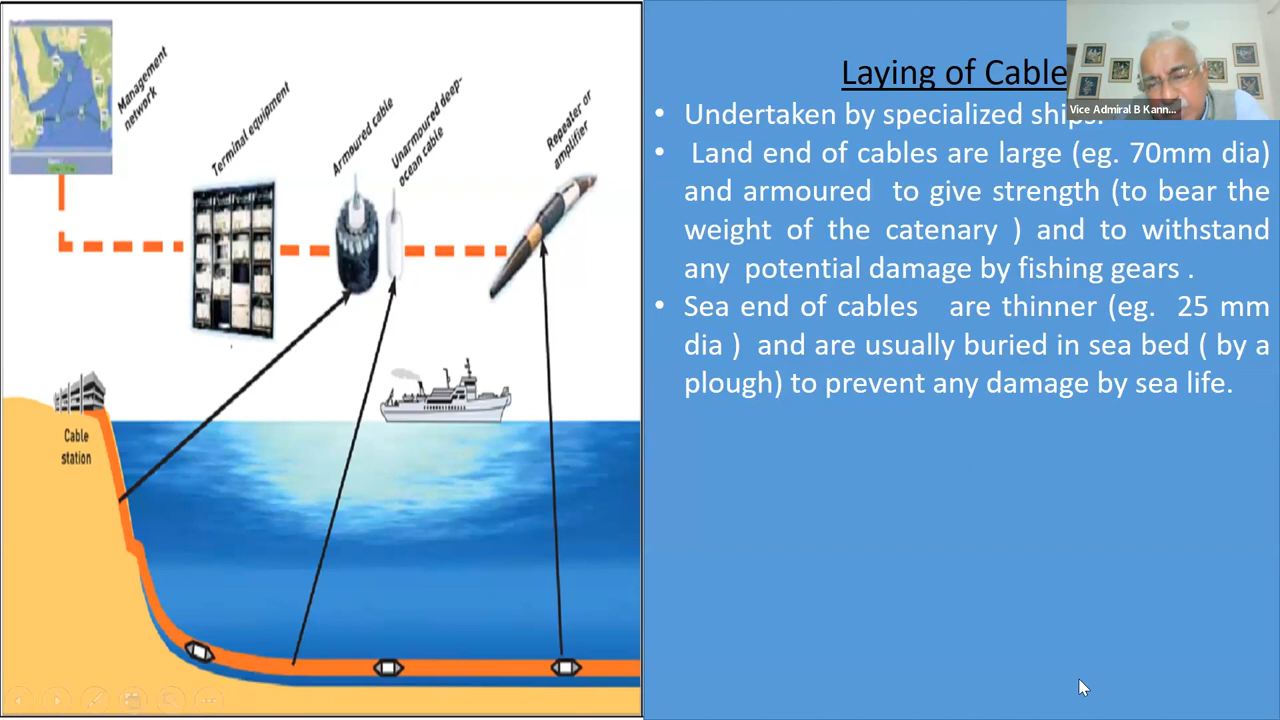 Management
network
Terminal equipment
Armoured cable
Unarmoured deep-
ocean cable
Repeater or
amplifier
Cable
station
Laying of Cable
Vice Admiral B Kann...
• Undertaken by specialized ships.
• Land end of cables are large (eg. 70mm dia)
and armoured to give strength (to bear the
weight of the catenary ) and to withstand
any potential damage by fishing gears .
• Sea end of cables are thinner (eg. 25 mm
dia ) and are usually buried in sea bed ( by a
plough) to prevent any damage by sea life.